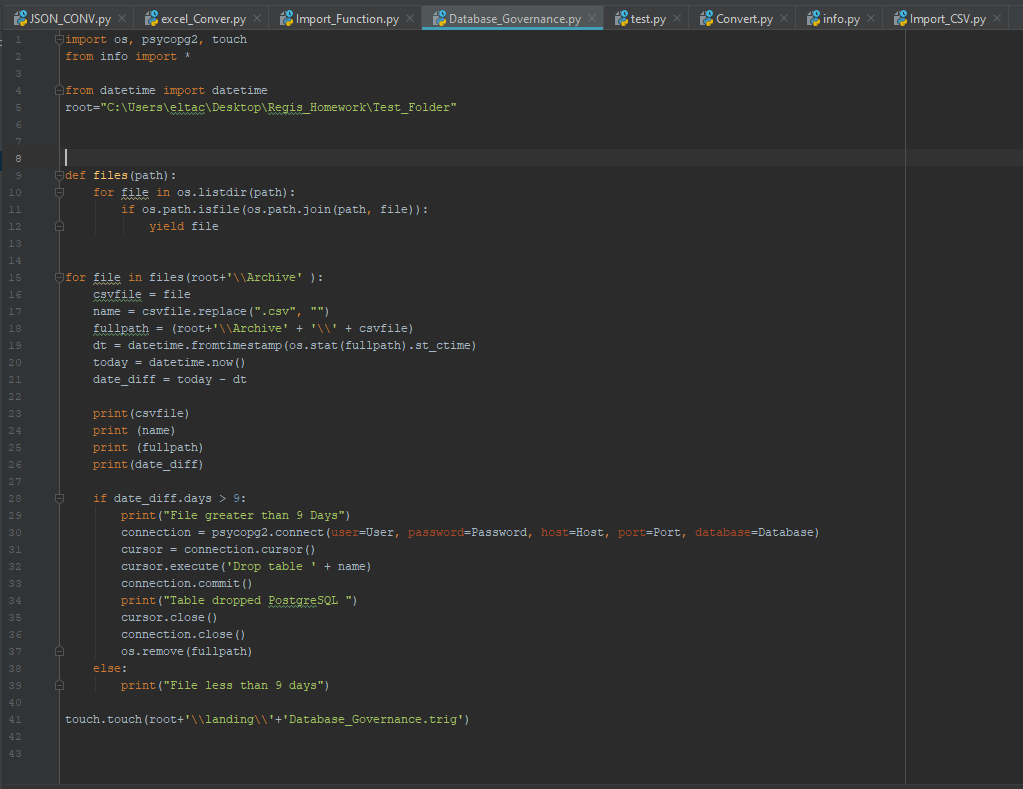 JSON_CONV.py × excel_Conver.py × Import_Function.py × Database_Governance.py × test.py × Convert.py × info.py × Import_CSV.py ×
1 import os, psycopg2, touch
2 from info import *
3
4 from datetime import datetime
5 root="C:\Users\eltac\Desktop\Regis_Homework\Test_Folder"
6
7
8
9 def files(path):
10     for file in os.listdir(path):
11         if os.path.isfile(os.path.join(path, file)):
12             yield file
13
14
15 for file in files(root+'\\Archive' ):
16     csvfile = file
17     name = csvfile.replace(".csv", "")
18     fullpath = (root+'\\Archive' + '\\' + csvfile)
19     dt = datetime.fromtimestamp(os.stat(fullpath).st_ctime)
20     today = datetime.now()
21     date_diff = today - dt
22
23     print(csvfile)
24     print (name)
25     print (fullpath)
26     print(date_diff)
27
28     if date_diff.days > 9:
29         print("File greater than 9 Days")
30         connection = psycopg2.connect(user=User, password=Password, host=Host, port=Port, database=Database)
31         cursor = connection.cursor()
32         cursor.execute('Drop table ' + name)
33         connection.commit()
34         print("Table dropped PostgreSQL ")
35         cursor.close()
36         connection.close()
37         os.remove(fullpath)
38     else:
39         print("File less than 9 days")
40
41 touch.touch(root+'\\landing\\'+'Database_Governance.trig')
42
43